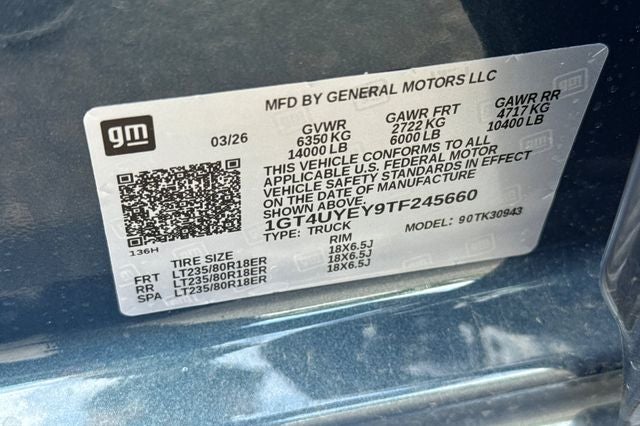 MFD BY GENERAL MOTORS LLC
gm
03/26
GVWR GAWR FRT GAWR RR
6350 KG 2722 KG 4717 KG
14000 LB 6000 LB 10400 LB
THIS VEHICLE CONFORMS TO ALL
APPLICABLE U.S. FEDERAL MOTOR
VEHICLE SAFETY STANDARDS IN EFFECT
ON THE DATE OF MANUFACTURE
SHOWN ABOVE.
1GT4UYEY9TF245660
TYPE: TRUCK MODEL: 90TK30943
136H
TIRE SIZE RIM
FRT LT235/80R18ER 18X6.5J
RR LT235/80R18ER 18X6.5J
SPA LT235/80R18ER 18X6.5J